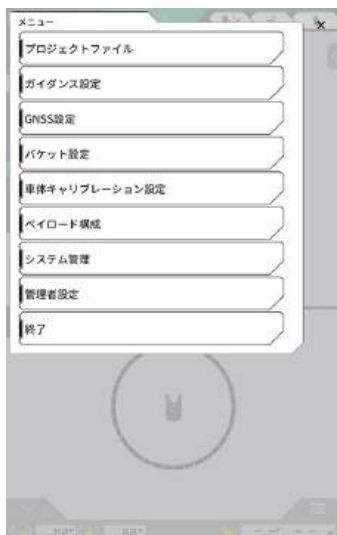 メニュー
×
プロジェクトファイル
ガイダンス設定
GNSS設定
バケット設定
車体キャリブレーション設定
ペイロード構成
システム管理
管理者設定
終了